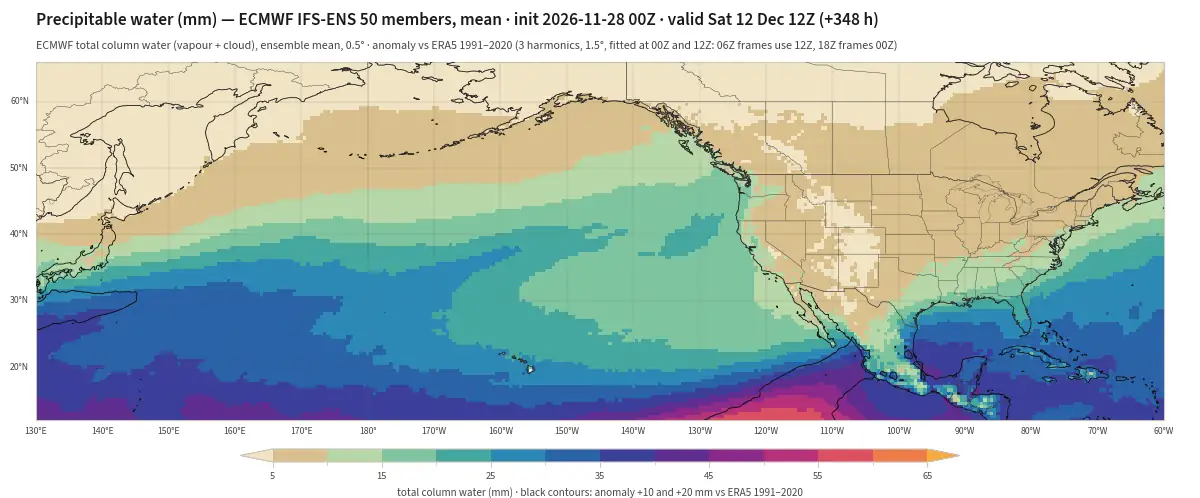 Precipitable water (mm) — ECMWF IFS-ENS 50 members, mean · init 2026-11-28 00Z · valid Sat 12 Dec 12Z (+348 h)
ECMWF total column water (vapour + cloud), ensemble mean, 0.5° · anomaly vs ERA5 1991–2020 (3 harmonics, 1.5°, fitted at 00Z and 12Z: 06Z frames use 12Z, 18Z frames 00Z)
60°N
50°N
40°N
30°N
20°N
130°E 140°E 150°E 160°E 170°E 180° 170°W 160°W 150°W 140°W 130°W 120°W 110°W 100°W 90°W 80°W 70°W 60°W
5 15 25 35 45 55 65
total column water (mm) · black contours: anomaly +10 and +20 mm vs ERA5 1991–2020